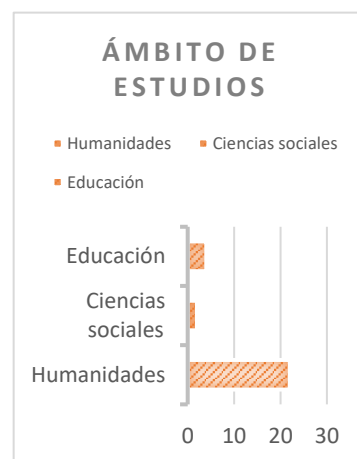 ÁMBITO DE
ESTUDIOS
Humanidades Ciencias sociales
Educación
Educación
Ciencias
sociales
Humanidades
0 10 20 30